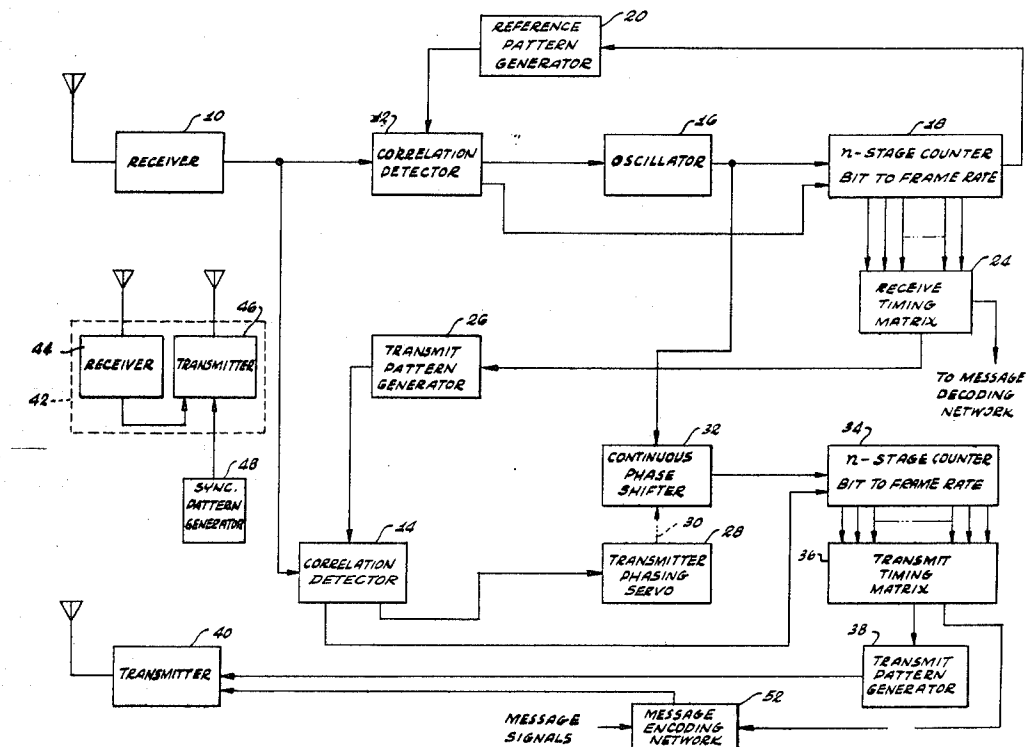 20
REFERENCE
PATTERN
GENERATOR
10
RECEIVER
12
CORRELATION
DETECTOR
16
OSCILLATOR
18
n-STAGE COUNTER
BIT TO FRAME RATE
24
RECEIVE
TIMING
MATRIX
TO MESSAGE
DECODING
NETWORK
26
TRANSMIT
PATTERN
GENERATOR
44
RECEIVER
46
TRANSMITTER
42
48
SYNC.
PATTERN
GENERATOR
32
CONTINUOUS
PHASE
SHIFTER
34
n-STAGE COUNTER
BIT TO FRAME RATE
14
CORRELATION
DETECTOR
30
28
TRANSMITTER
PHASING
SERVO
36
TRANSMIT
TIMING
MATRIX
40
TRANSMITTER
38
TRANSMIT
PATTERN
GENERATOR
52
MESSAGE
SIGNALS
MESSAGE
ENCODING
NETWORK